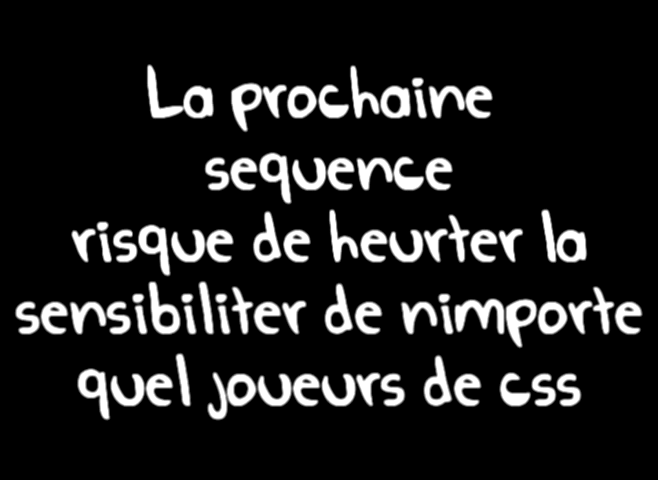 La prochaine
sequence
risque de heurter la
sensibiliter de nimporte
quel joueurs de css